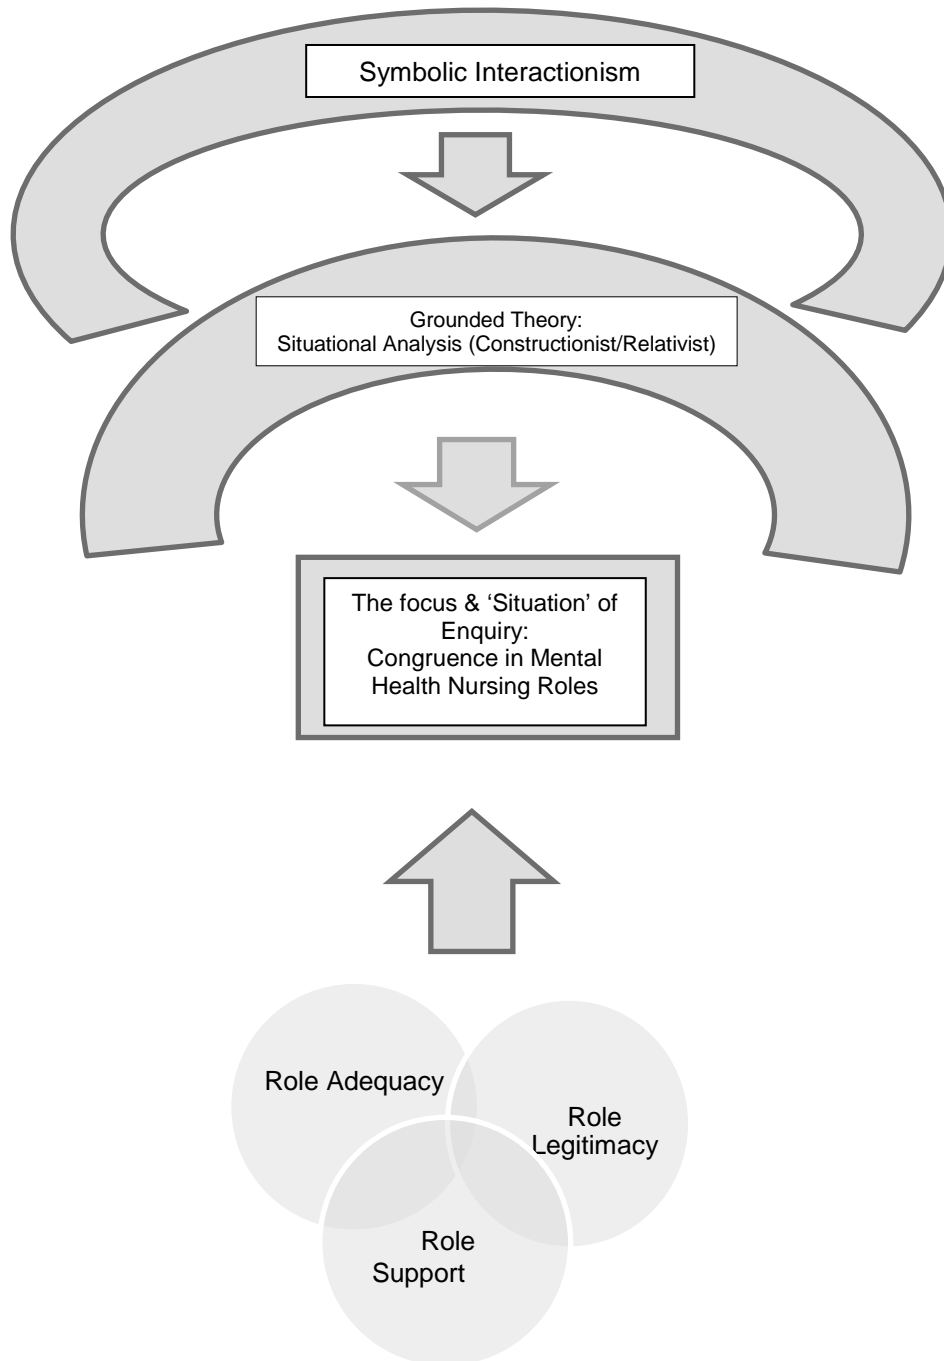 Symbolic Interactionism
Grounded Theory:
Situational Analysis (Constructionist/Relativist)
The focus & ‘Situation’ of
Enquiry:
Congruence in Mental
Health Nursing Roles
Role Adequacy
Role
Legitimacy
Role
Support